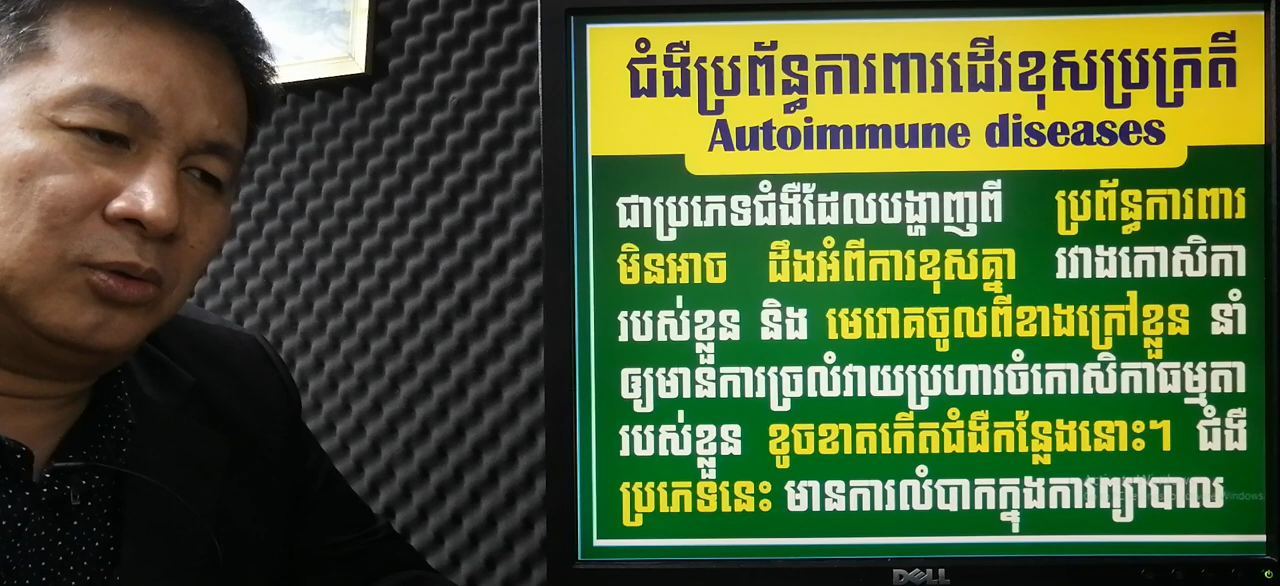 ជំងឺប្រព័ន្ធការពារដើរខុសប្រក្រតី
Autoimmune diseases
ជាប្រភេទជំងឺដែលបង្ហាញពី ប្រព័ន្ធការពារ
មិនអាច ដឹងអំពីការខុសគ្នា រវាងកោសិកា
របស់ខ្លួន និង មេរោគចូលពីខាងក្រៅខ្លួន នាំ
ឲ្យមានការច្រលំវាយប្រហារចំកោសិកាធម្មតា
របស់ខ្លួន ខូចខាតកើតជំងឺកន្លែងនោះ។ ជំងឺ
ប្រភេទនេះ មានការលំបាកក្នុងការព្យាបាល
Windows
DELL